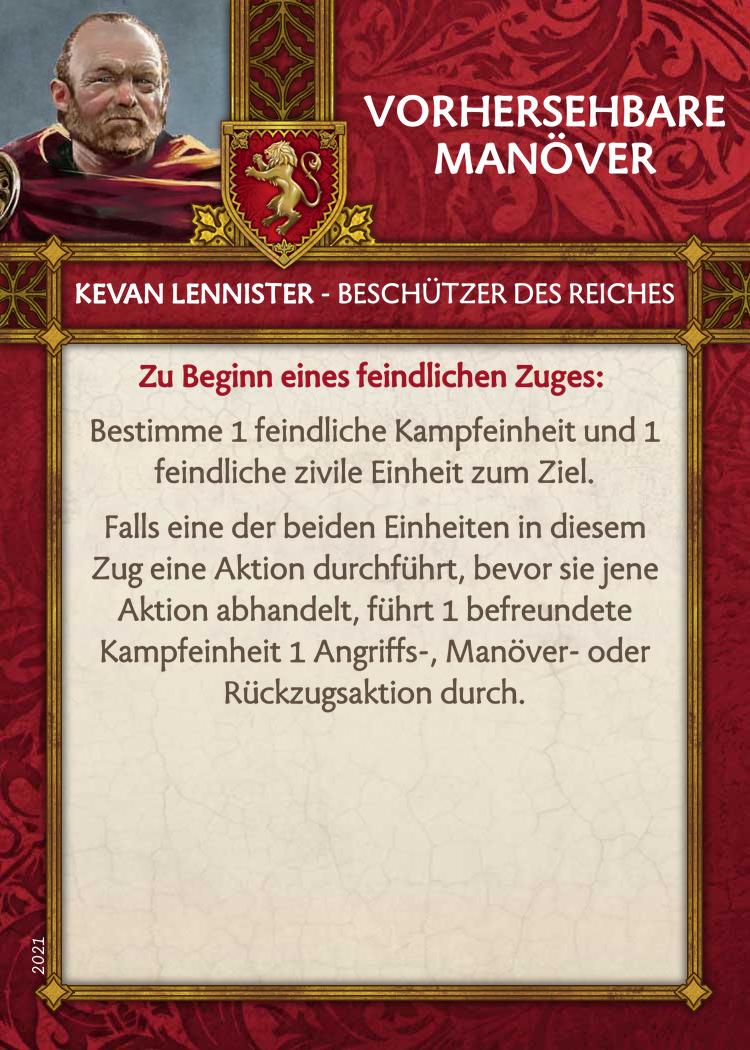 VORHERSEHBARE
MANÖVER
KEVAN LENNISTER - BESCHÜTZER DES REICHES
Zu Beginn eines feindlichen Zuges:
Bestimme 1 feindliche Kampfeinheit und 1
feindliche zivile Einheit zum Ziel.
Falls eine der beiden Einheiten in diesem
Zug eine Aktion durchführt, bevor sie jene
Aktion abhandelt, führt 1 befreundete
Kampfeinheit 1 Angriffs-, Manöver- oder
Rückzugsaktion durch.
2021